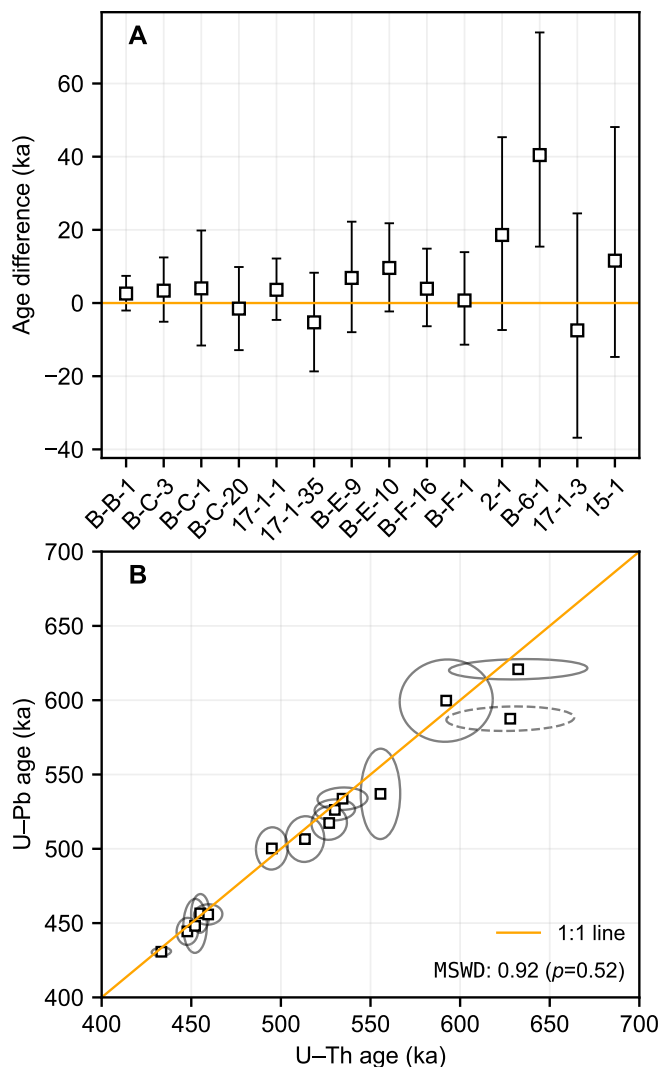 A
Age difference (ka)
60
40
20
0
−20
−40
B-B-1
B-C-3
B-C-1
B-C-20
17-1-1
17-1-35
B-E-9
B-E-10
B-F-16
B-F-1
2-1
B-6-1
17-1-3
15-1
B
U–Pb age (ka)
700
650
600
550
500
450
400
1:1 line
MSWD: 0.92 (p=0.52)
400 450 500 550 600 650 700
U–Th age (ka)